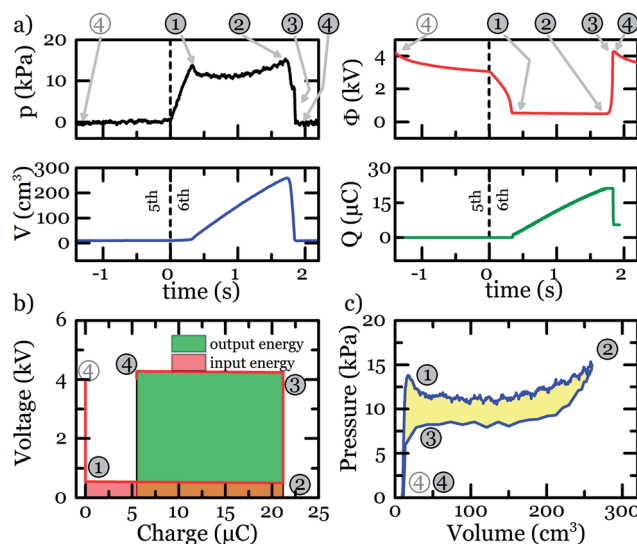 a)
④ ① ② ③ ④
p (kPa)
20
10
0
④ ① ② ③ ④
Φ (kV)
4
2
0
V (cm³)
300
200
100
0
5th
6th
−1 0 1 2
time (s)
Q (μC)
30
15
0
5th
6th
−1 0 1 2
time (s)
b)
Voltage (kV)
6
4
2
0
output energy
input energy
④ ④ ③
① ②
0 5 10 15 20 25
Charge (μC)
c)
Pressure (kPa)
20
15
10
5
0
① ②
③
④ ④
0 100 200 300
Volume (cm³)